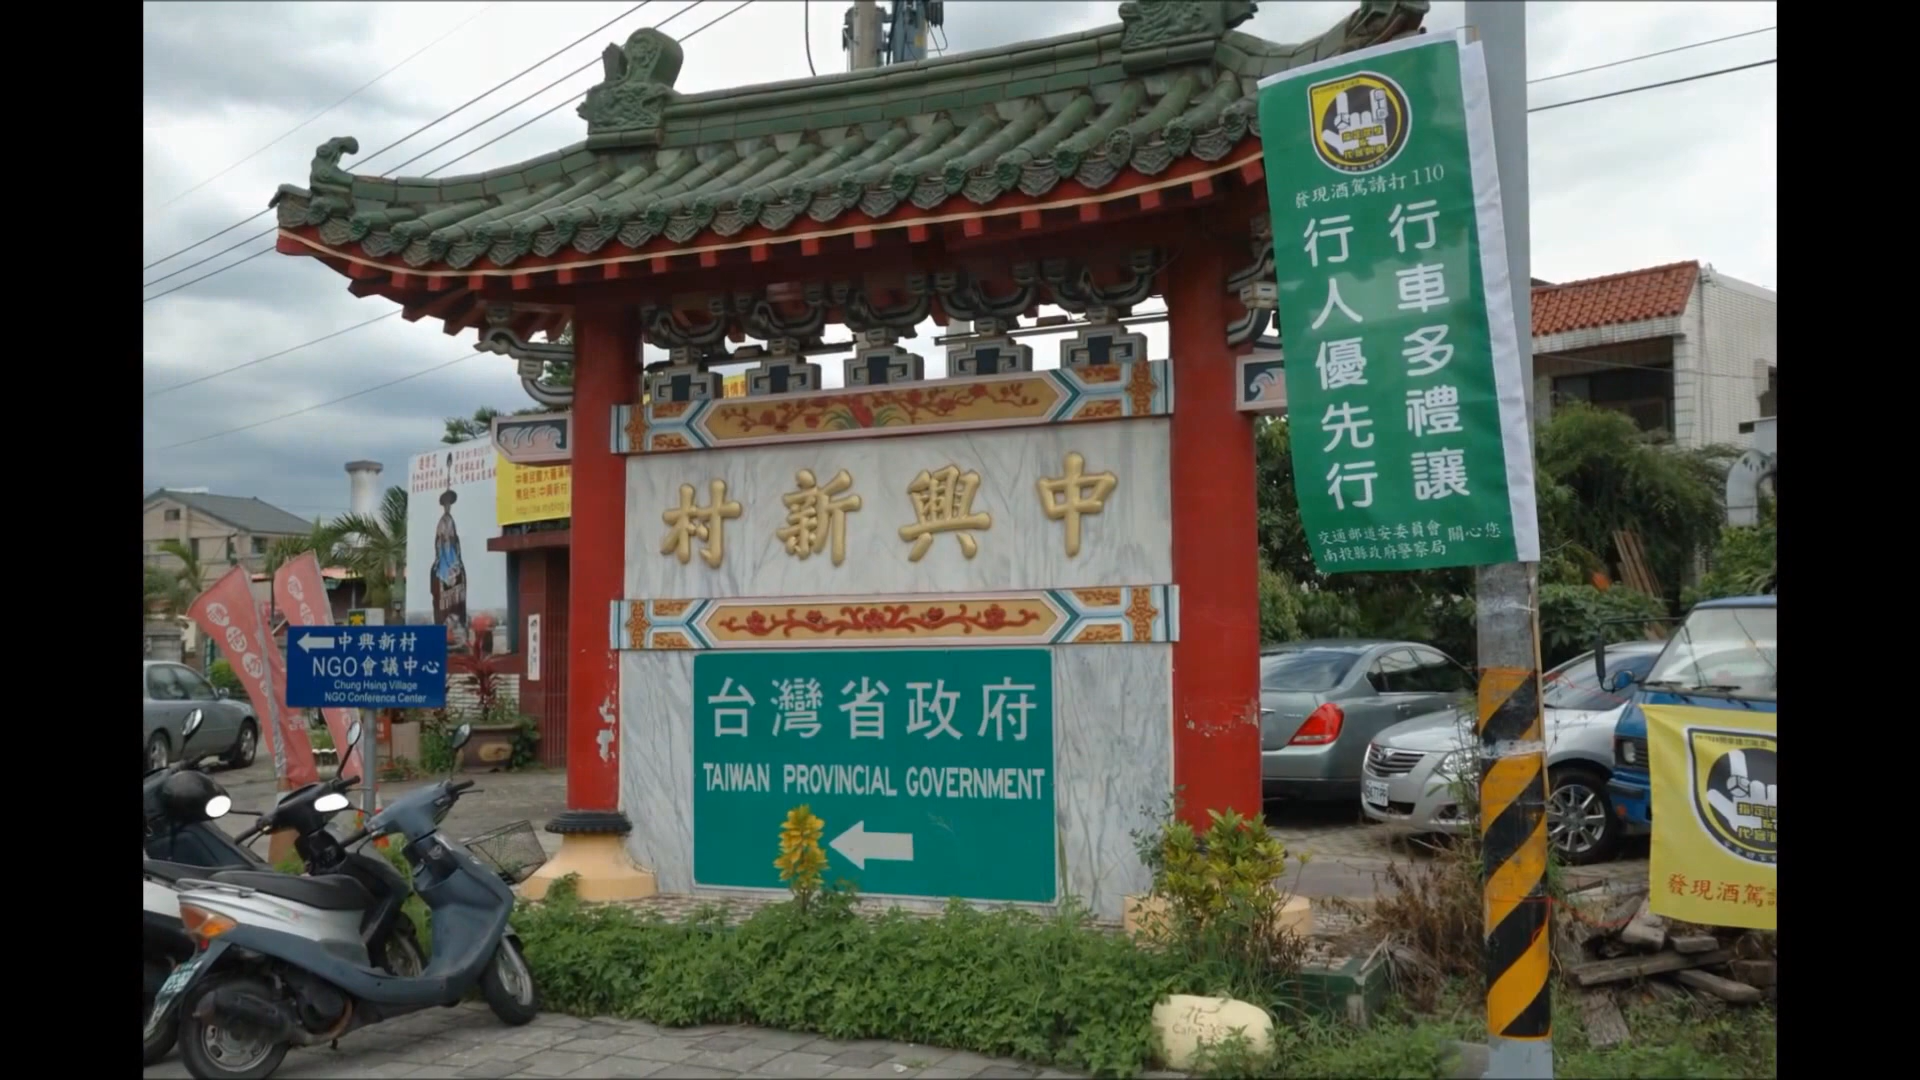 村新興中
台灣省政府
TAIWAN PROVINCIAL GOVERNMENT
中興新村
NGO會議中心
Chung Hsing Village
NGO Conference Center
發現酒駕請打110
行車多禮讓
行人優先行
交通部道安委員會
南投縣政府警察局
關心您
發現酒駕